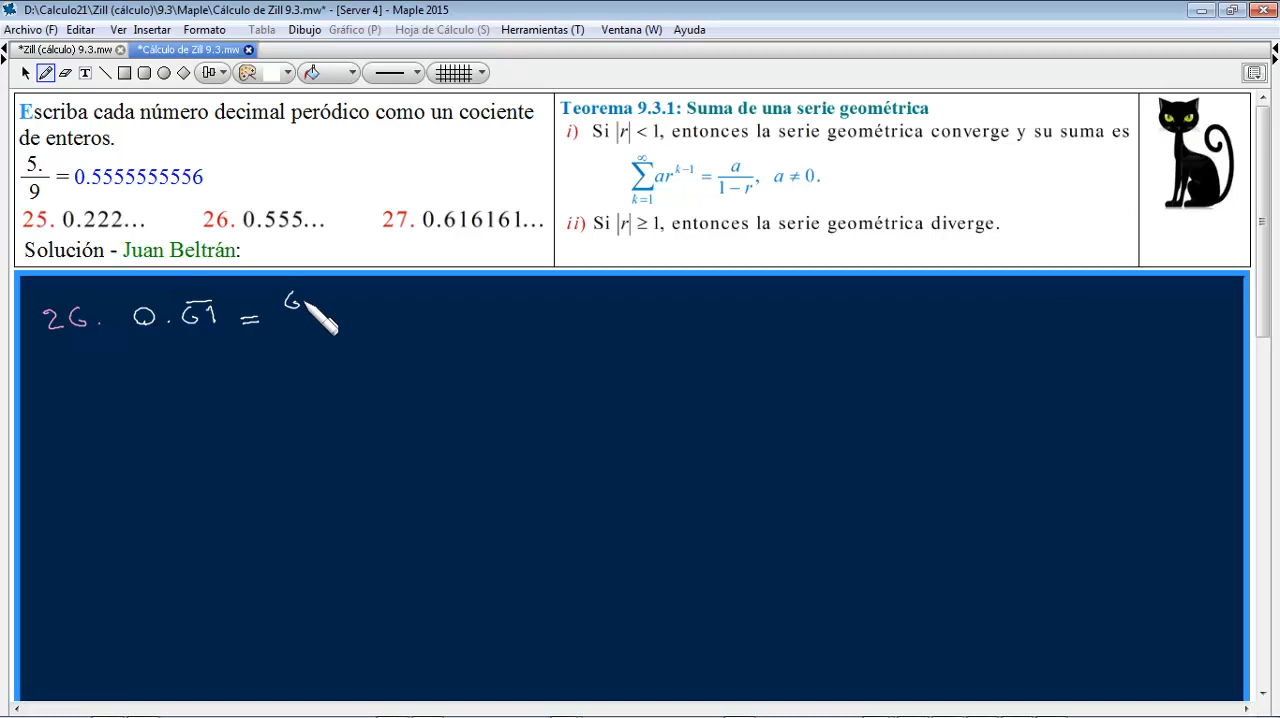 D:\Calculo21\Zill (cálculo)\9.3\Maple\Cálculo de Zill 9.3.mw* - [Server 4] - Maple 2015
Archivo (F) Editar Ver Insertar Formato Tabla Dibujo Gráfico (P) Hoja de Cálculo (S) Herramientas (T) Ventana (W) Ayuda
*Zill (cálculo) 9.3.mw *Cálculo de Zill 9.3.mw
Escriba cada número decimal peródico como un cociente
de enteros.
5./9 = 0.5555555556
25. 0.222... 26. 0.555... 27. 0.616161...
Solución - Juan Beltrán:
Teorema 9.3.1: Suma de una serie geométrica
i) Si |r| < 1, entonces la serie geométrica converge y su suma es
∑_{k=1}^{∞} ar^{k−1} = a/(1 − r), a ≠ 0.
ii) Si |r| ≥ 1, entonces la serie geométrica diverge.
26. 0.6̅1̅ = 6